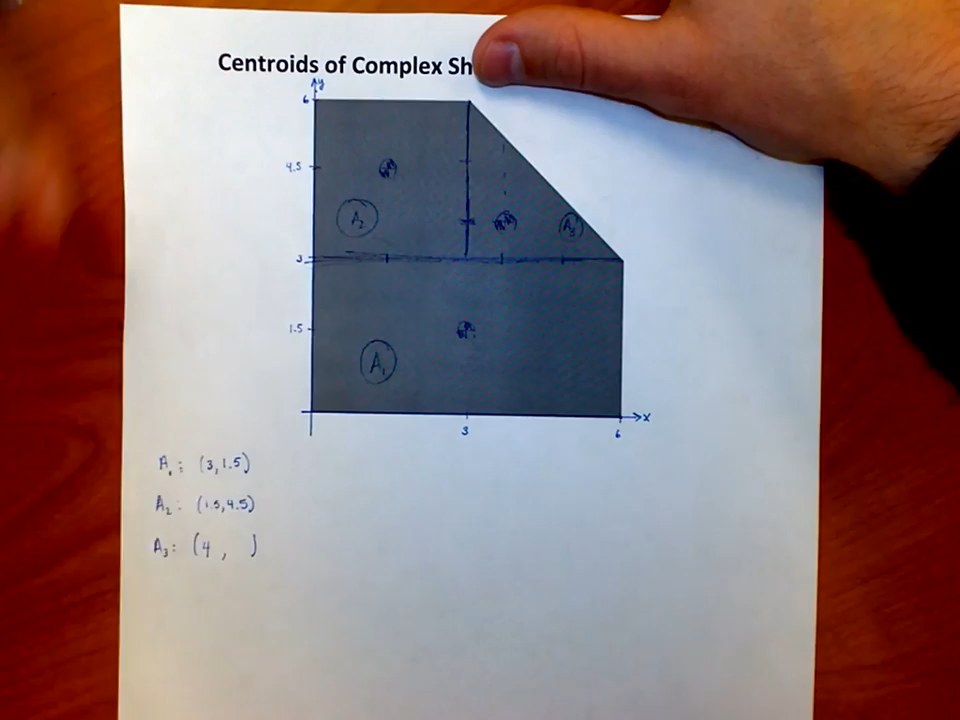 Centroids of Complex Sh
y
6
4.5
A₂
A₃
3
1.5
A₁
x
3
6
A₁: (3,1.5)
A₂: (1.5,4.5)
A₃: (4 , )